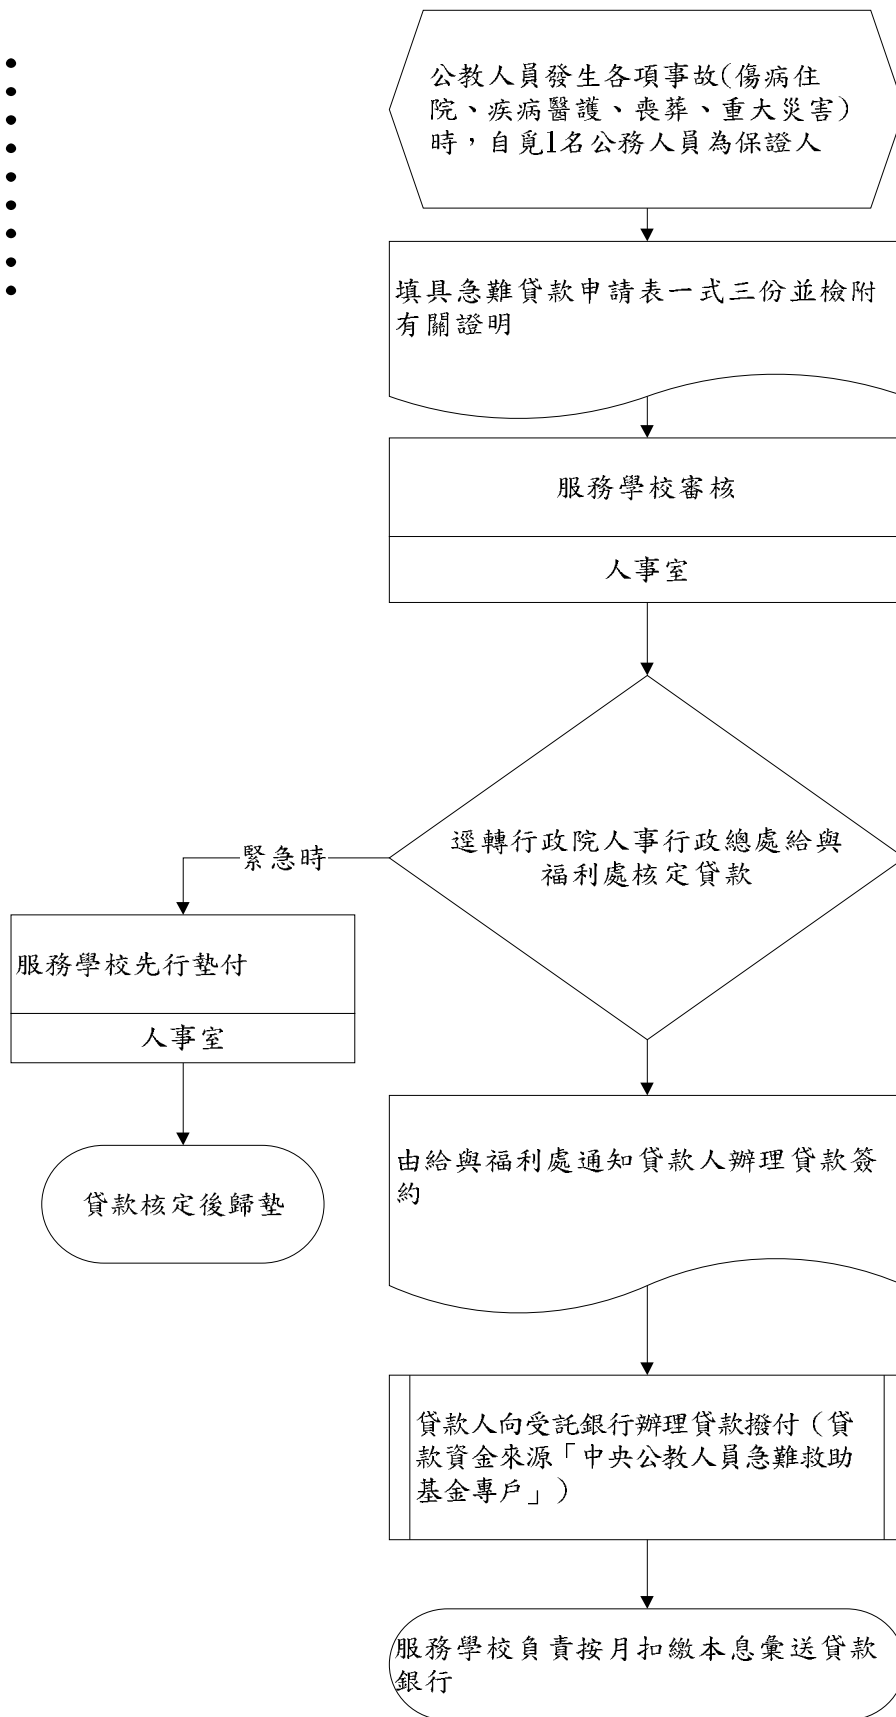 公教人員發生各項事故(傷病住
院、疾病醫護、喪葬、重大災害)
時，自覓1名公務人員為保證人
填具急難貸款申請表一式三份並檢附
有關證明
服務學校審核
人事室
逕轉行政院人事行政總處給與
福利處核定貸款
緊急時
服務學校先行墊付
人事室
貸款核定後歸墊
由給與福利處通知貸款人辦理貸款簽
約
貸款人向受託銀行辦理貸款撥付（貸
款資金來源「中央公教人員急難救助
基金專戶」）
服務學校負責按月扣繳本息彙送貸款
銀行